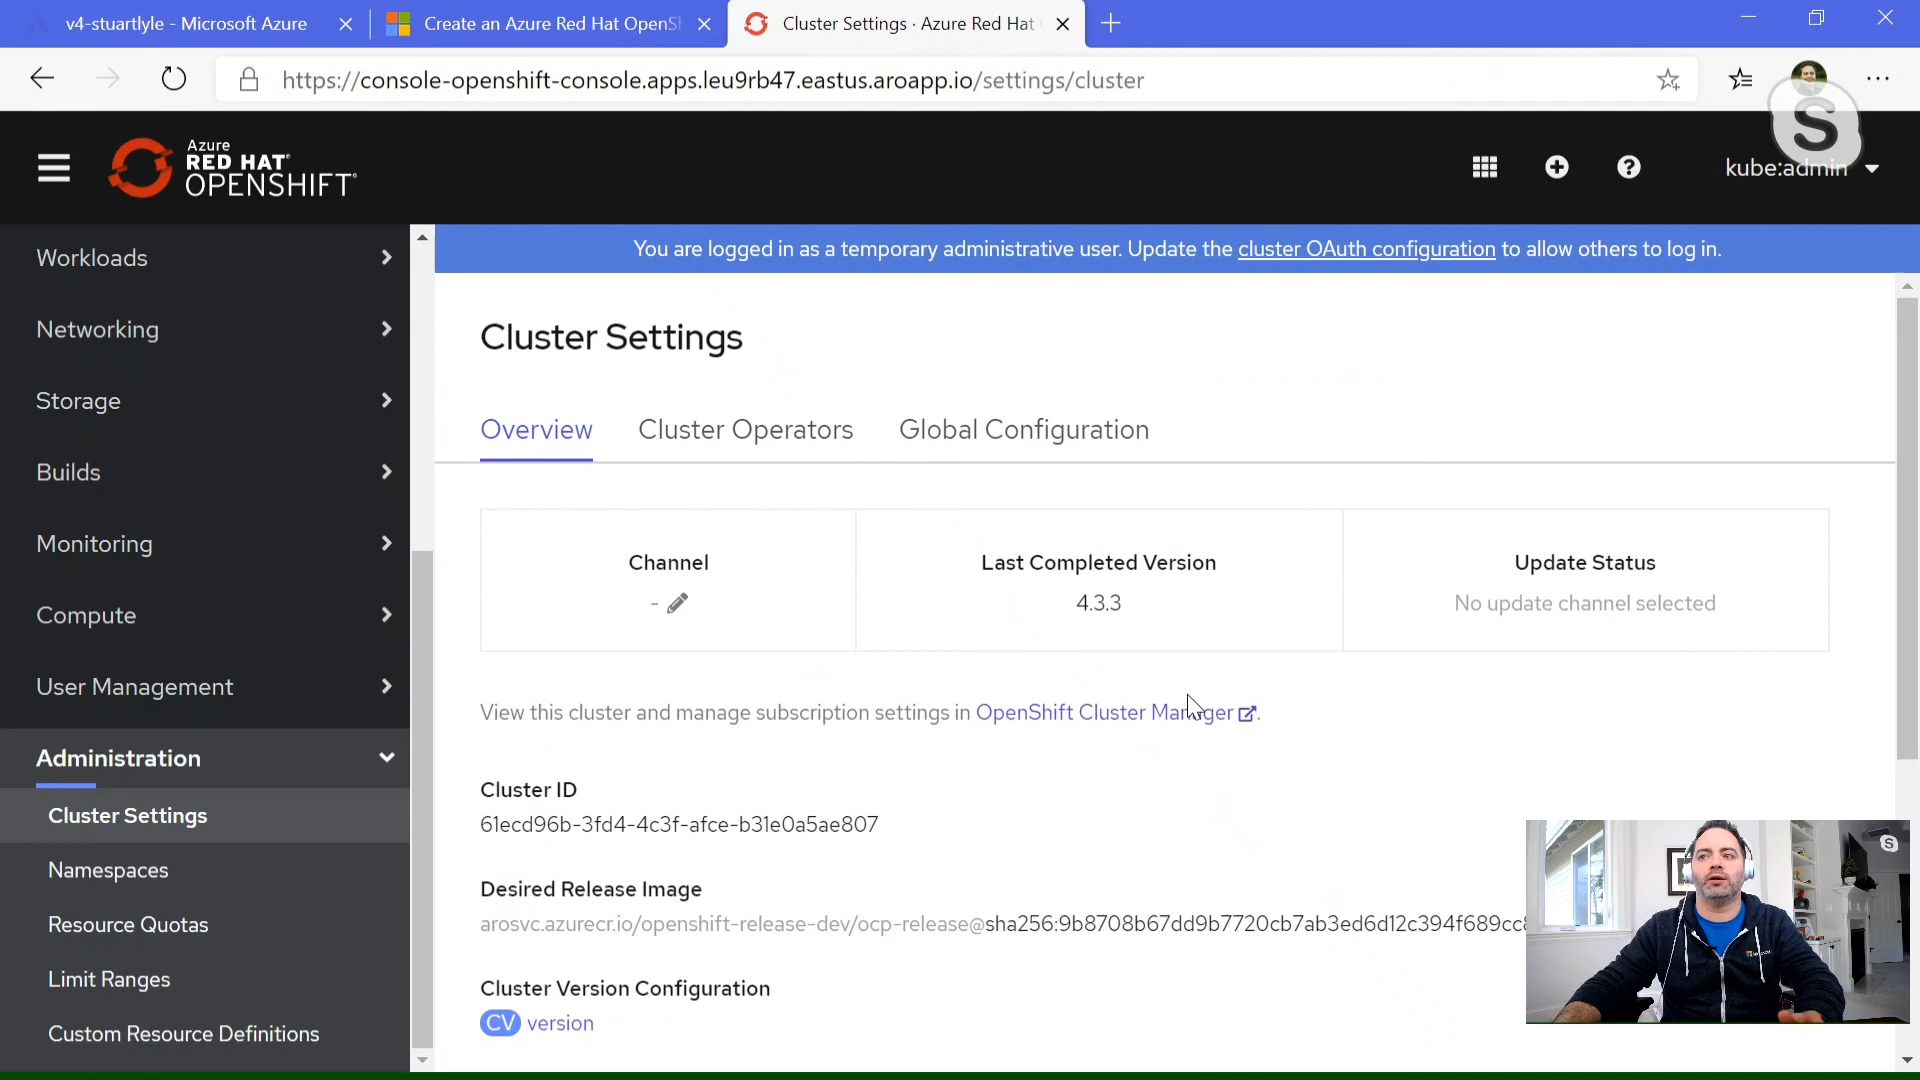 v4-stuartlyle - Microsoft Azure
Create an Azure Red Hat OpenSh
Cluster Settings · Azure Red Hat
https://console-openshift-console.apps.leu9rb47.eastus.aroapp.io/settings/cluster
S
Azure
RED HAT
OPENSHIFT
kube:admin
You are logged in as a temporary administrative user. Update the cluster OAuth configuration to allow others to log in.
Workloads
Networking
Storage
Builds
Monitoring
Compute
User Management
Administration
Cluster Settings
Namespaces
Resource Quotas
Limit Ranges
Custom Resource Definitions
Cluster Settings
Overview
Cluster Operators
Global Configuration
Channel
-
Last Completed Version
4.3.3
Update Status
No update channel selected
View this cluster and manage subscription settings in OpenShift Cluster Manager.
Cluster ID
61ecd96b-3fd4-4c3f-afce-b31e0a5ae807
Desired Release Image
arosvc.azurecr.io/openshift-release-dev/ocp-release@sha256:9b8708b67dd9b7720cb7ab3ed6d12c394f689cc8
Cluster Version Configuration
CV version